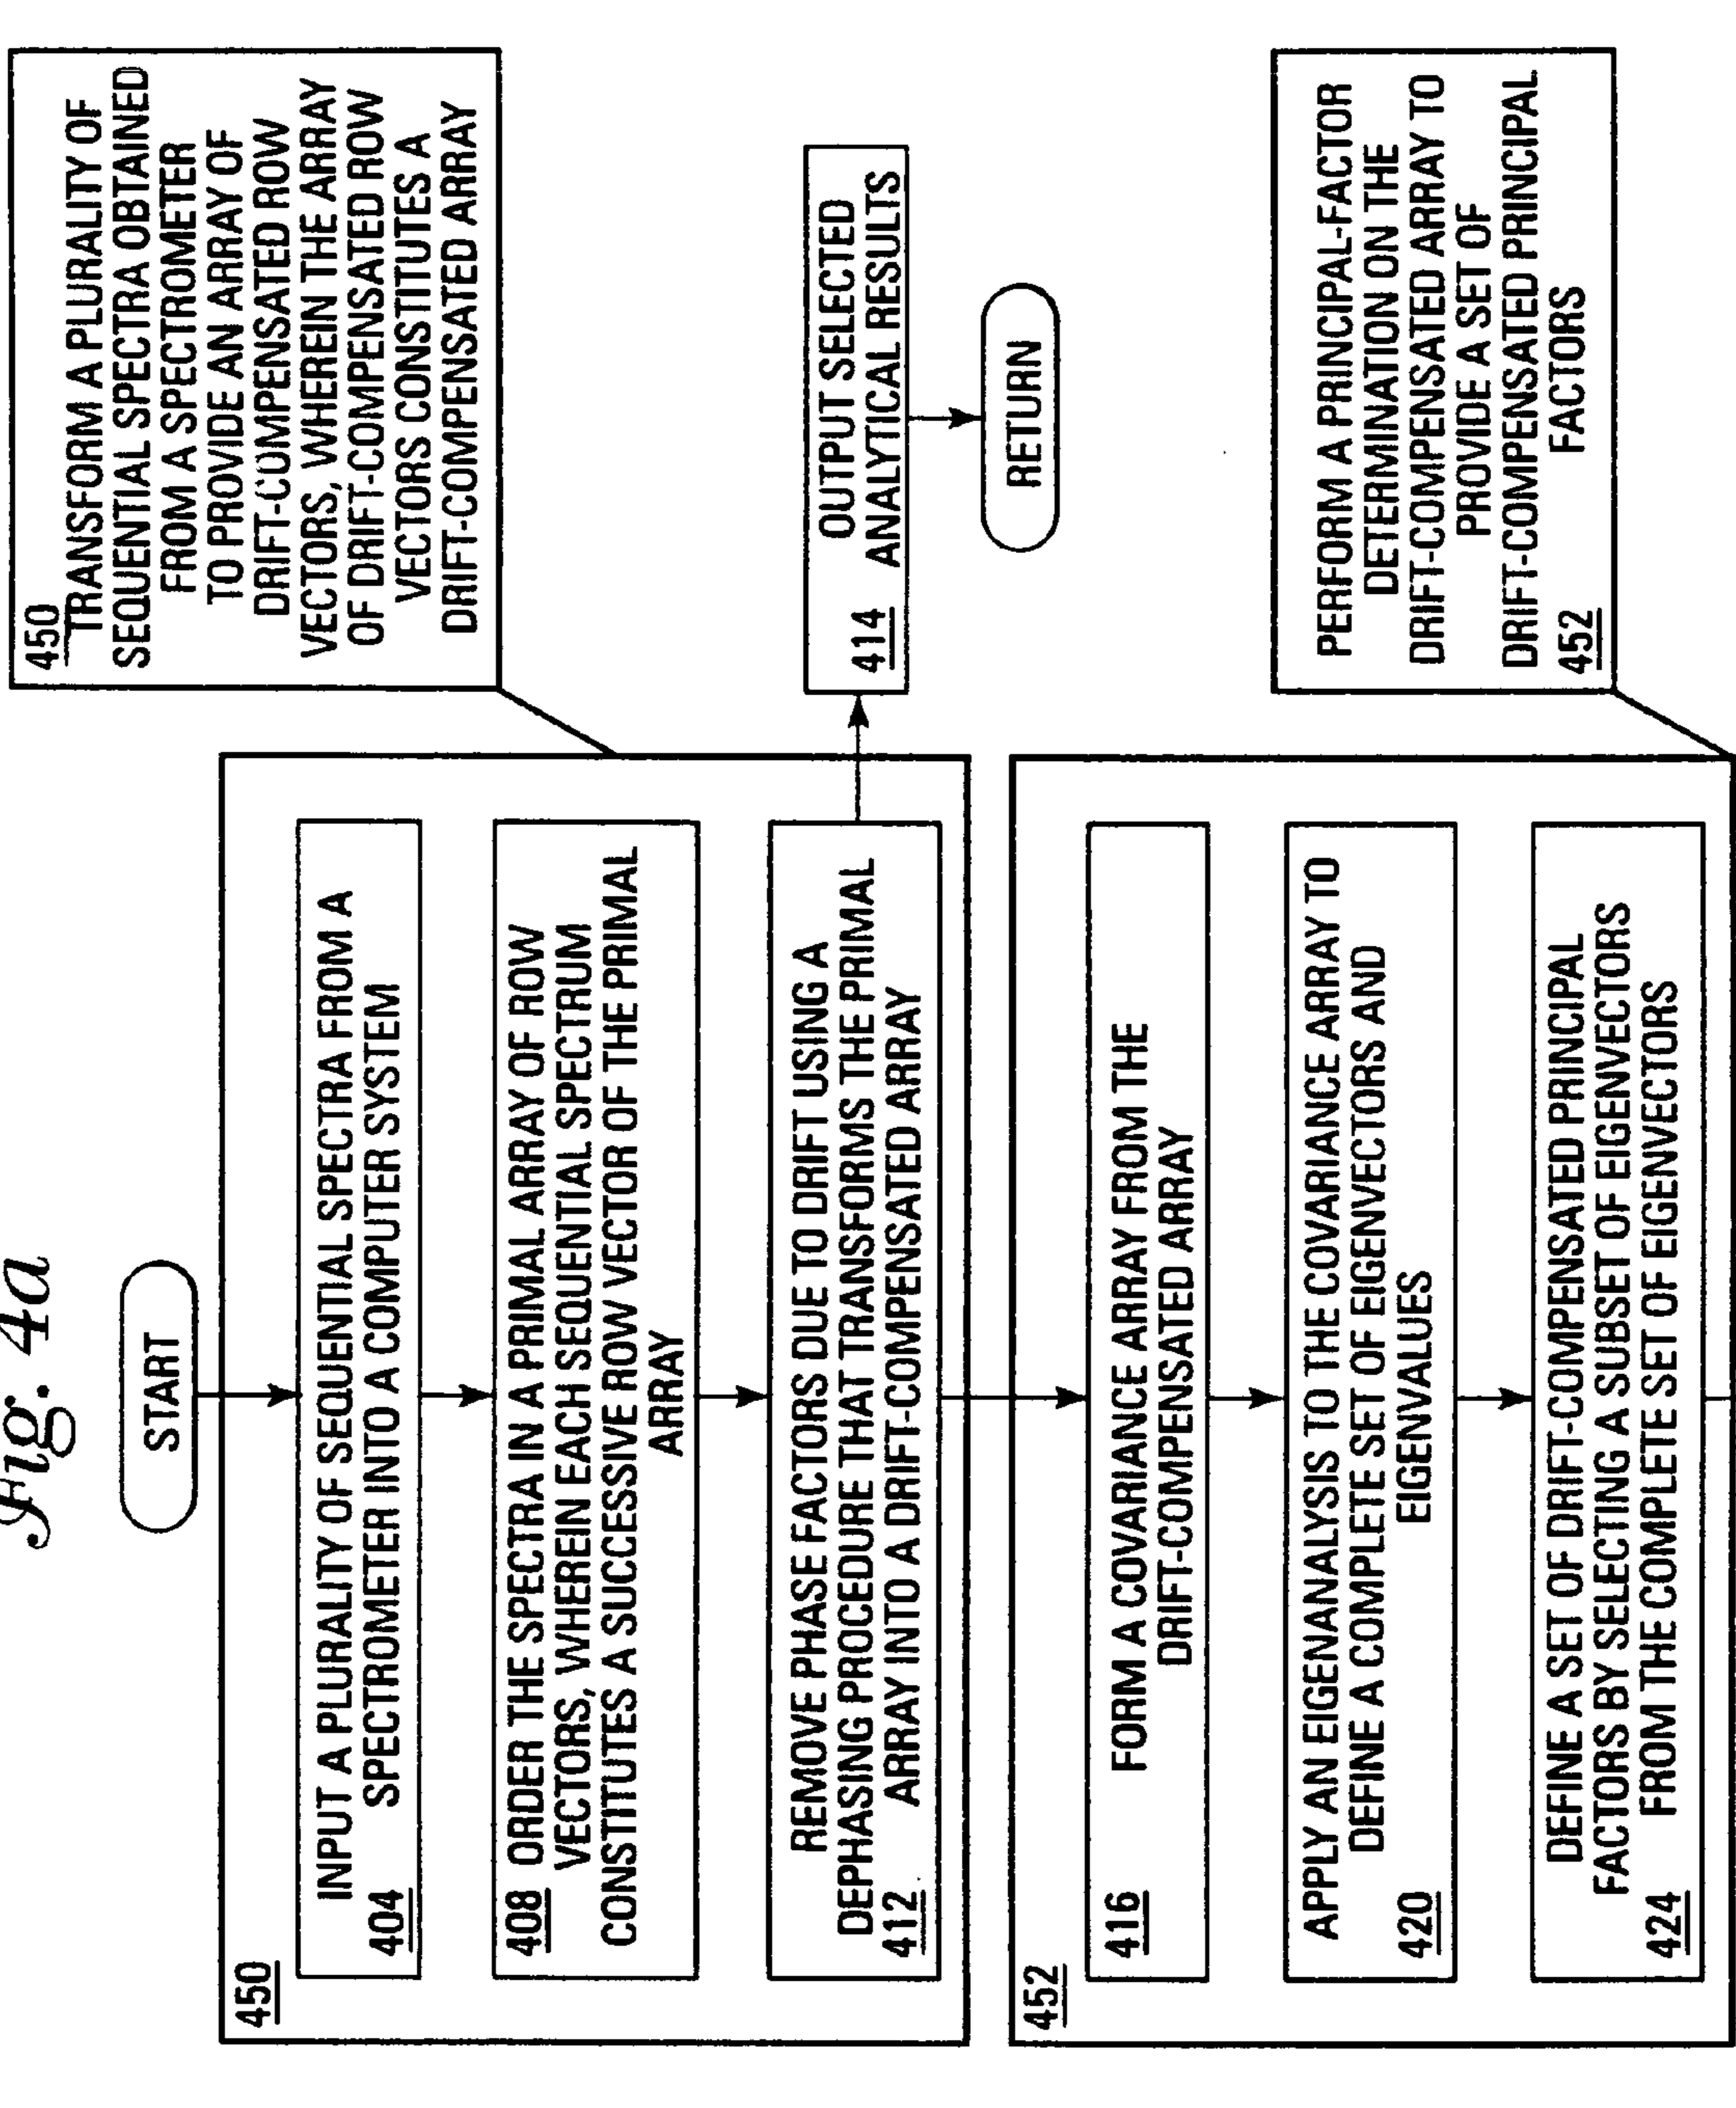 Fig. 4a
START
450
INPUT A PLURALITY OF SEQUENTIAL SPECTRA FROM A
404 SPECTROMETER INTO A COMPUTER SYSTEM
408 ORDER THE SPECTRA IN A PRIMAL ARRAY OF ROW
VECTORS, WHEREIN EACH SEQUENTIAL SPECTRUM
CONSTITUTES A SUCCESSIVE ROW VECTOR OF THE PRIMAL
ARRAY
REMOVE PHASE FACTORS DUE TO DRIFT USING A
DEPHASING PROCEDURE THAT TRANSFORMS THE PRIMAL
412 ARRAY INTO A DRIFT-COMPENSATED ARRAY
450
TRANSFORM A PLURALITY OF
SEQUENTIAL SPECTRA OBTAINED
FROM A SPECTROMETER
TO PROVIDE AN ARRAY OF
DRIFT-COMPENSATED ROW
VECTORS, WHEREIN THE ARRAY
OF DRIFT-COMPENSATED ROW
VECTORS CONSTITUTES A
DRIFT-COMPENSATED ARRAY
OUTPUT SELECTED
414 ANALYTICAL RESULTS
RETURN
452
416 FORM A COVARIANCE ARRAY FROM THE
DRIFT-COMPENSATED ARRAY
APPLY AN EIGENANALYSIS TO THE COVARIANCE ARRAY TO
DEFINE A COMPLETE SET OF EIGENVECTORS AND
420 EIGENVALUES
DEFINE A SET OF DRIFT-COMPENSATED PRINCIPAL
FACTORS BY SELECTING A SUBSET OF EIGENVECTORS
424 FROM THE COMPLETE SET OF EIGENVECTORS
PERFORM A PRINCIPAL-FACTOR
DETERMINATION ON THE
DRIFT-COMPENSATED ARRAY TO
PROVIDE A SET OF
DRIFT-COMPENSATED PRINCIPAL
452 FACTORS